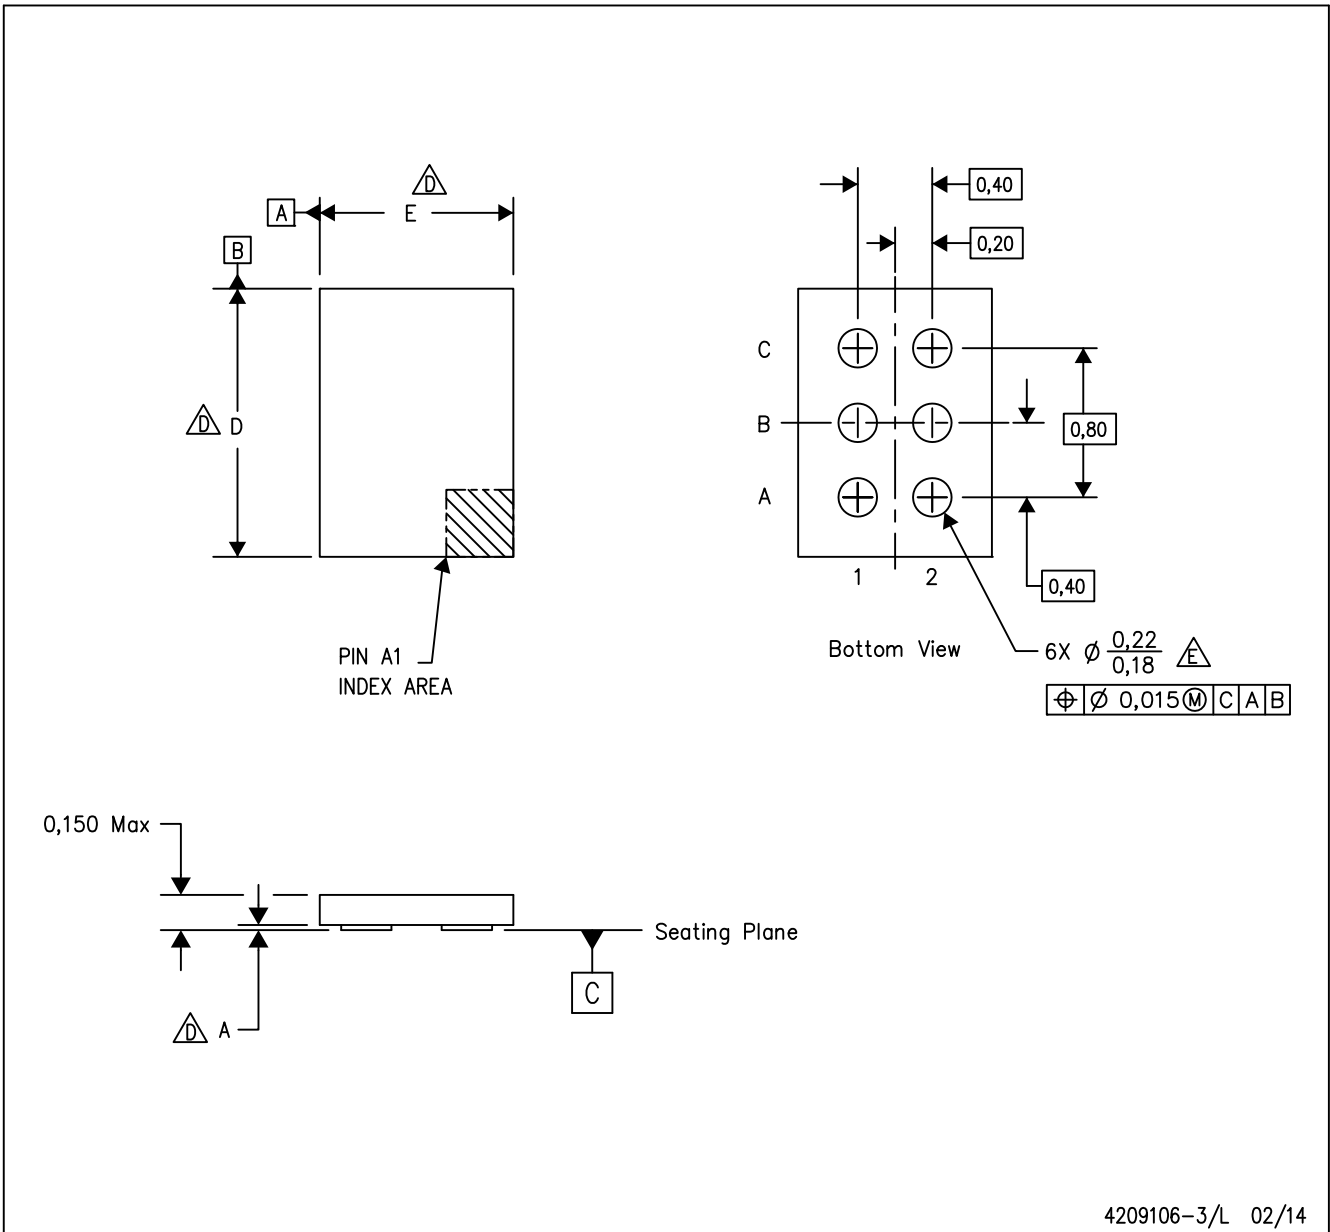 D
A
E
B
D D
PIN A1
INDEX AREA
0,40
0,20
C
B
0,80
A
1 2
0,40
Bottom View
6X Ø 0,22
0,18
E
⌖ Ø 0,015 Ⓜ C A B
0,150 Max
Seating Plane
C
D A
4209106-3/L 02/14